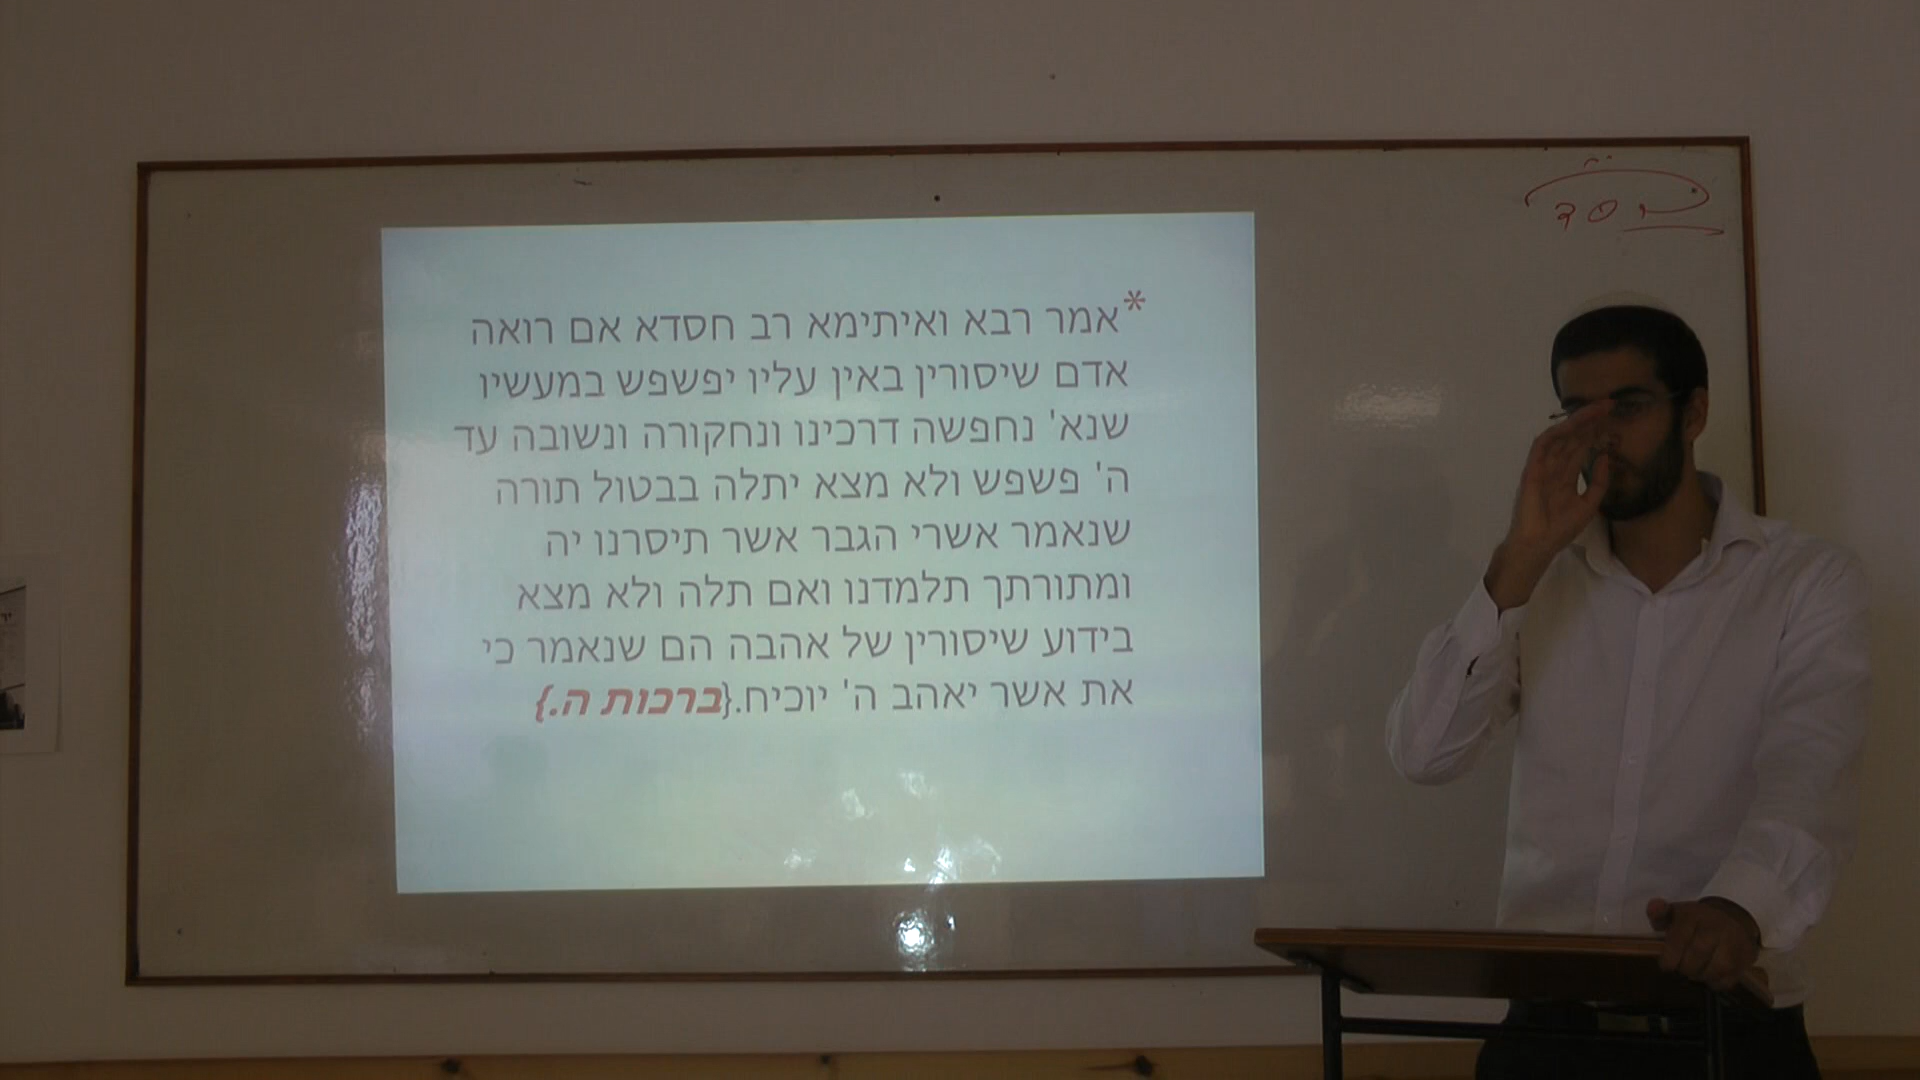 *אמר רבא ואיתימא רב חסדא אם רואה
אדם שיסורין באין עליו יפשפש במעשיו
שנא' נחפשה דרכינו ונחקורה ונשובה עד
ה' פשפש ולא מצא יתלה בבטול תורה
שנאמר אשרי הגבר אשר תיסרנו יה
ומתורתך תלמדנו ואם תלה ולא מצא
בידוע שיסורין של אהבה הם שנאמר כי
את אשר יאהב ה' יוכיח.{ברכות ה.}